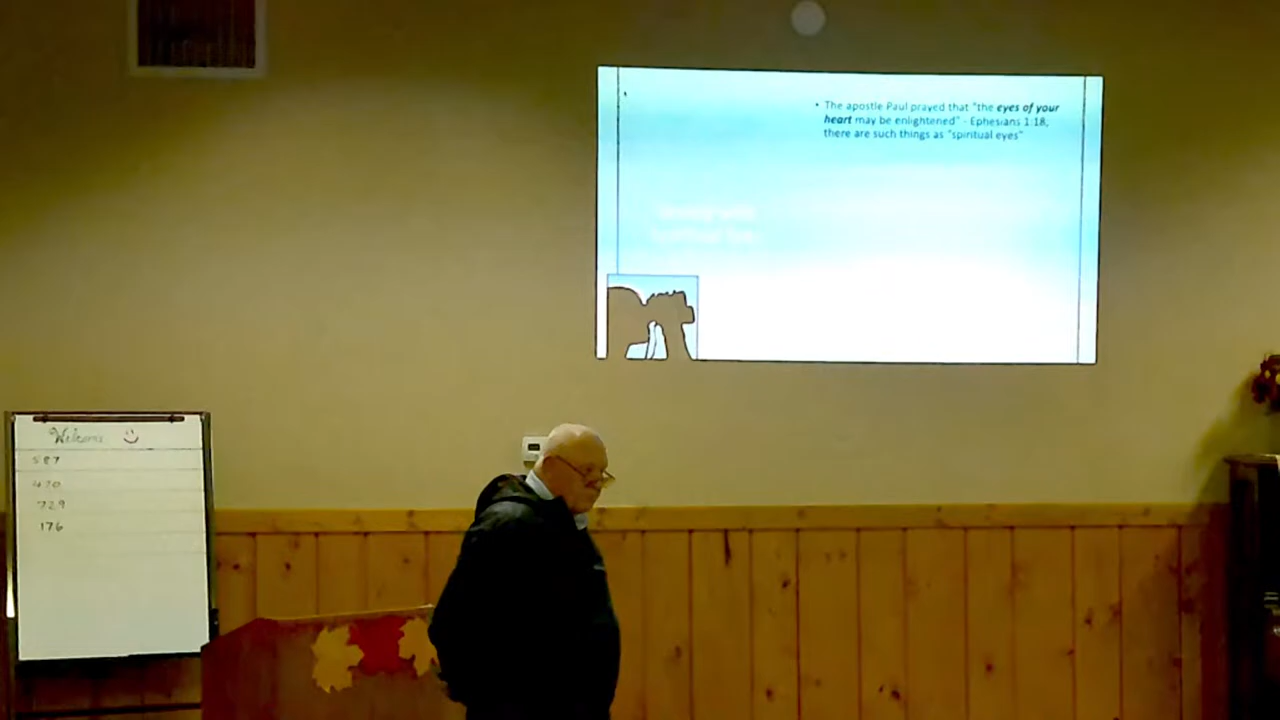 • The apostle Paul prayed that "the eyes of your
heart may be enlightened" - Ephesians 1:18,
there are such things as "spiritual eyes"
Welcome
587
470
729
176